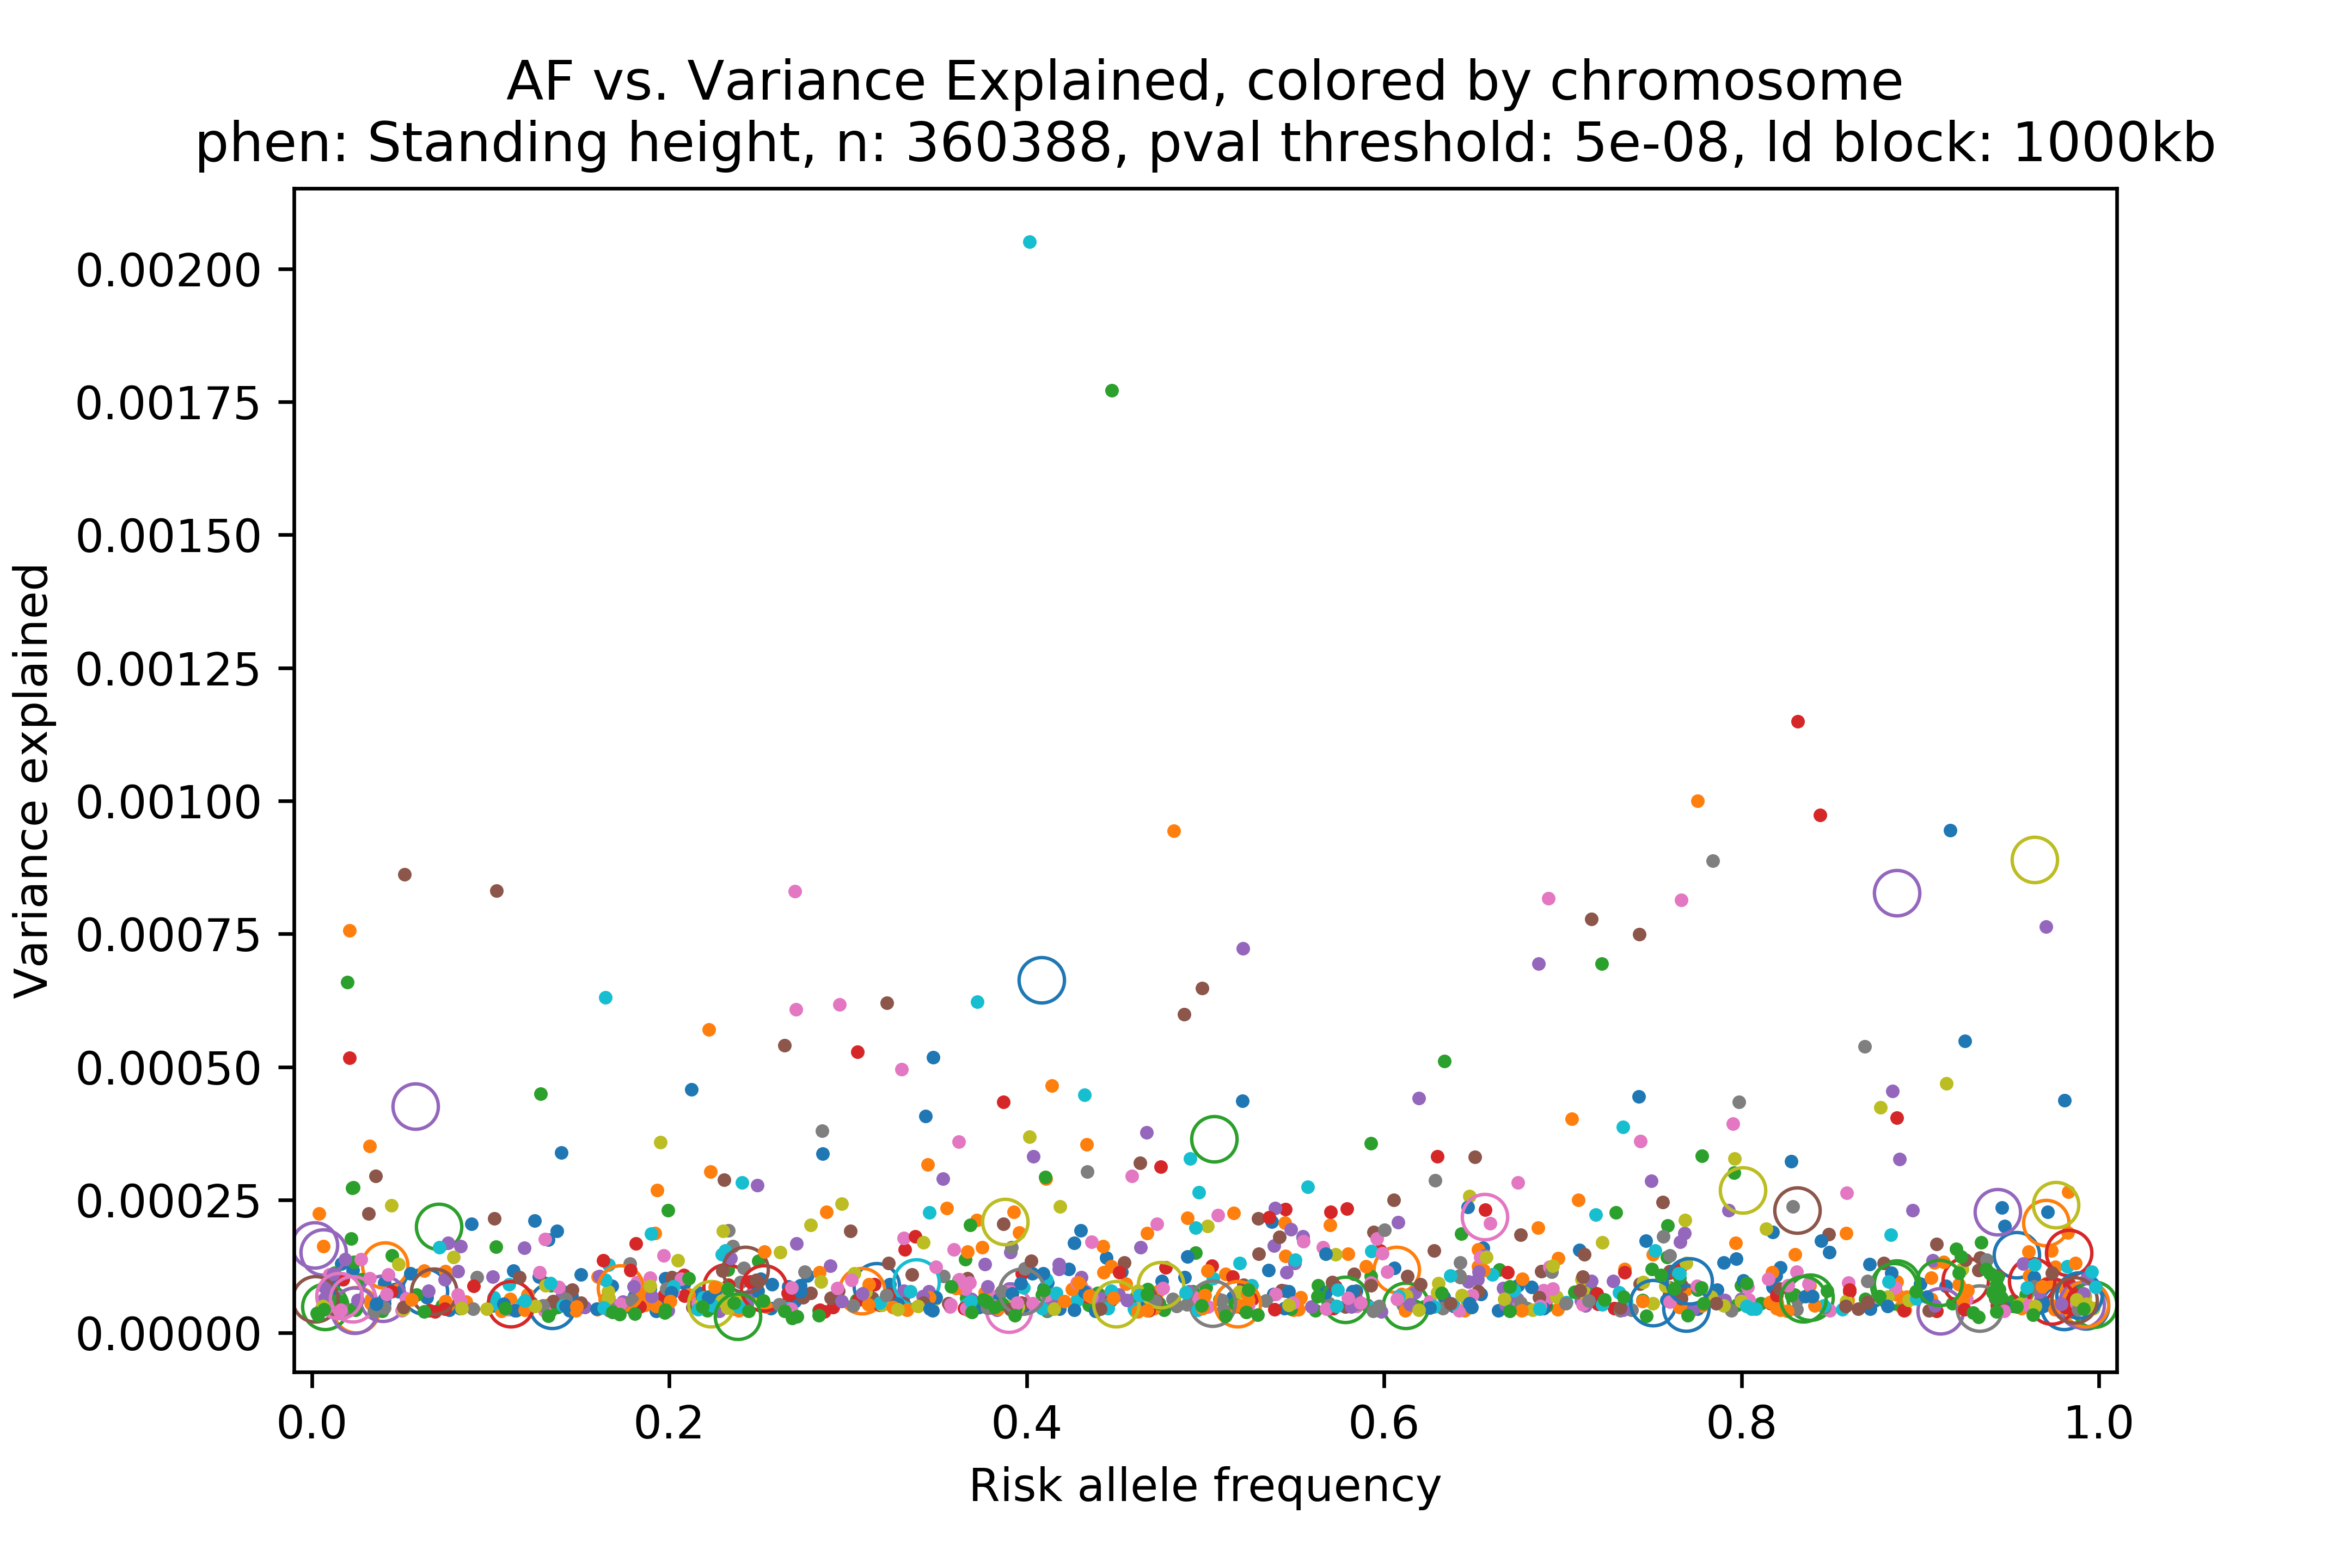 AF vs. Variance Explained, colored by chromosome
phen: Standing height, n: 360388, pval threshold: 5e-08, ld block: 1000kb
Variance explained
0.00200
0.00175
0.00150
0.00125
0.00100
0.00075
0.00050
0.00025
0.00000
0.0 0.2 0.4 0.6 0.8 1.0
Risk allele frequency